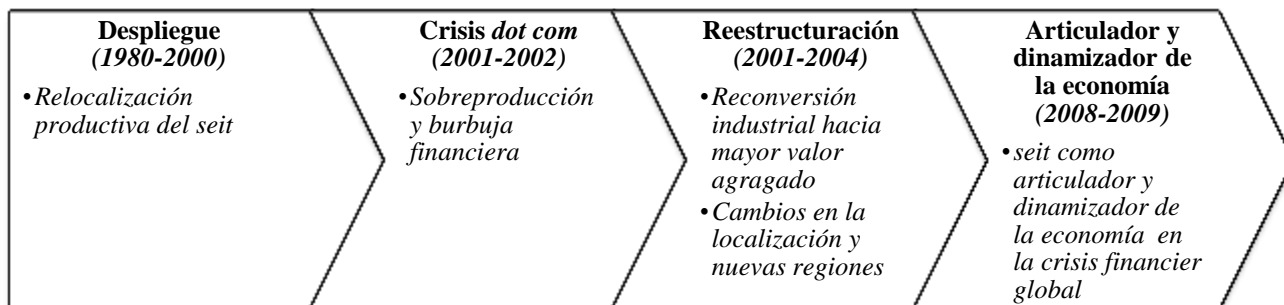 Despliegue
(1980-2000)
•Relocalización
productiva del seit
Crisis dot com
(2001-2002)
•Sobreproducción
y burbuja
financiera
Reestructuración
(2001-2004)
•Reconversión
industrial hacia
mayor valor
agragado
•Cambios en la
localización y
nuevas regiones
Articulador y
dinamizador de
la economía
(2008-2009)
•seit como
articulador y
dinamizador de
la economía en
la crisis financier
global